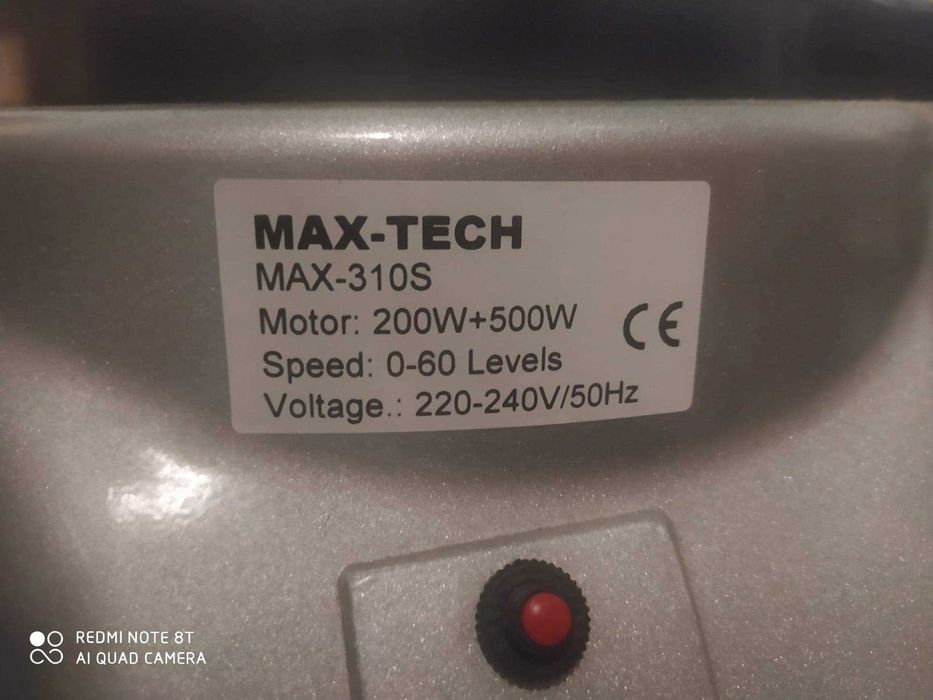 MAX-TECH
MAX-310S
Motor: 200W+500W
CE
Speed: 0-60 Levels
Voltage.: 220-240V/50Hz
REDMI NOTE 8T
AI QUAD CAMERA